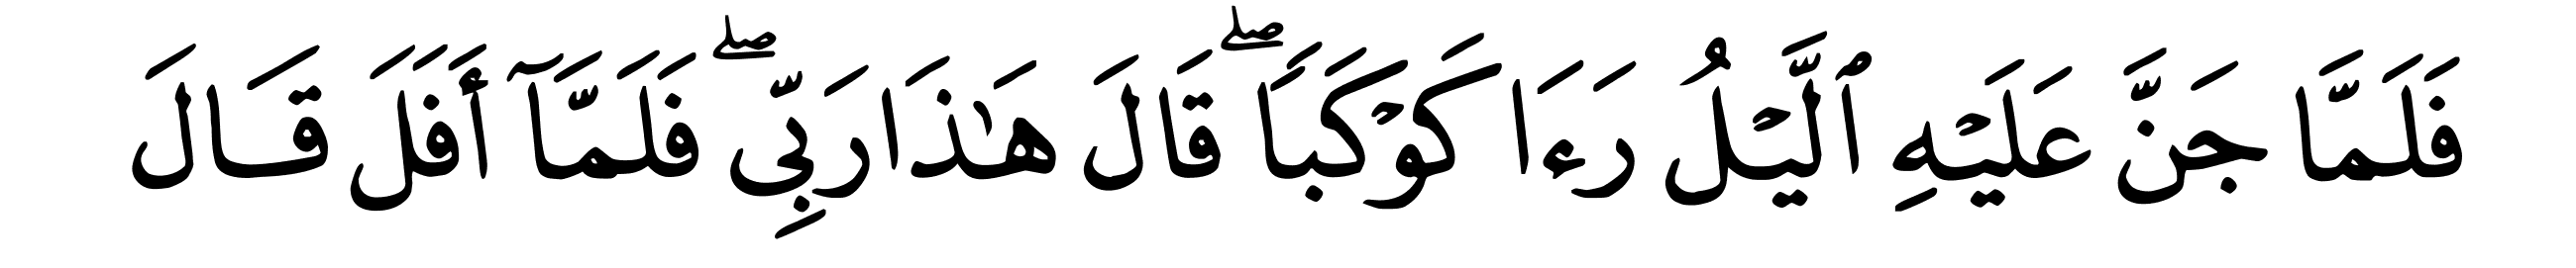 فَلَمَّا جَنَّ عَلَيْهِ ٱلَّيْلُ رَءَا كَوْكَبًاۖ قَالَ هَٰذَا رَبِّيۖ فَلَمَّآ أَفَلَ قَالَ